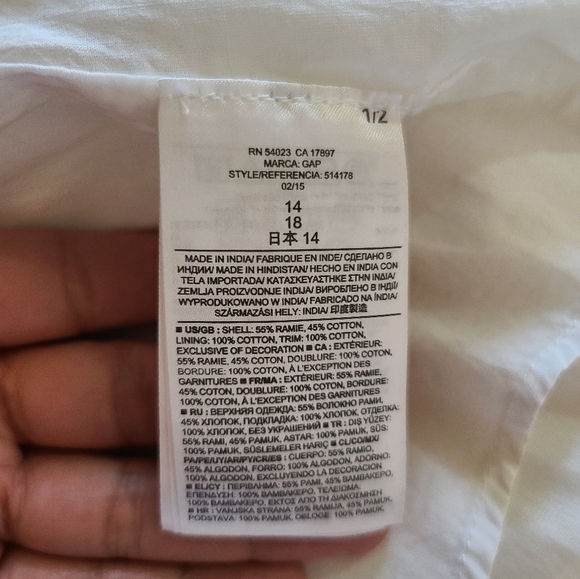 1/2
RN 54023 CA 17897
MARCA: GAP
STYLE/REFERENCIA: 514178
02/15
14
18
日本 14
MADE IN INDIA/ FABRIQUE EN INDE/ СДЕЛАНО В
ИНДИИ/ MADE IN HINDISTAN/ HECHO EN INDIA CON
TELA IMPORTADA/ ΚΑΤΑΣΚΕΥΑΣΤΗΚΕ ΣΤΗΝ ΙΝΔΙΑ/
ZEMLJA PROIZVODNJE INDIJA/ ВИРОБЛЕНО В ІНДІЇ/
WYPRODUKOWANO W INDIA/ FABRICADO NA ÍNDIA/
SZÁRMAZÁSI HELY: INDIA/ 印度製造
■ US/GB : SHELL: 55% RAMIE, 45% COTTON,
LINING: 100% COTTON, TRIM: 100% COTTON,
EXCLUSIVE OF DECORATION ■ CA : EXTÉRIEUR:
55% RAMIE, 45% COTON, DOUBLURE: 100% COTON,
BORDURE: 100% COTON, À L'EXCEPTION DES
GARNITURES ■ FR/MA : EXTÉRIEUR: 55% RAMIE,
45% COTON, DOUBLURE: 100% COTON, BORDURE:
100% COTON, À L'EXCEPTION DES GARNITURES
■ RU : ВЕРХНЯЯ ОДЕЖДА: 55% ВОЛОКНО РАМИ,
45% ХЛОПОК, ПОДКЛАДКА: 100% ХЛОПОК, ОТДЕЛКА:
100% ХЛОПОК, БЕЗ УКРАШЕНИЙ ■ TR : DIŞ YÜZEY:
55% RAMİ, 45% PAMUK, ASTAR: 100% PAMUK, SÜS:
100% PAMUK, SÜSLEMELER HARİÇ ■ CL/CO/MX/
PA/PE/UY/AR/PY/CR/ES : CUERPO: 55% RAMIO,
45% ALGODON, FORRO: 100% ALGODON, ADORNO:
100% ALGODON, EXCLUYENDO LA DECORACION
■ EL/CY : ΠΕΡΙΒΛΗΜΑ: 55% ΡΑΜΙ, 45% ΒΑΜΒΑΚΕΡΟ,
ΕΠΕΝΔΥΣΗ: 100% ΒΑΜΒΑΚΕΡΟ, ΤΕΛΕΙΩΜΑ:
100% ΒΑΜΒΑΚΕΡΟ, ΕΚΤΟΣ ΑΠΟ ΤΗ ΔΙΑΚΟΣΜΗΣΗ
■ HR : VANJSKA STRANA: 55% RAMIJA, 45% PAMUK,
PODSTAVA: 100% PAMUK, OBLOGE: 100% PAMUK,